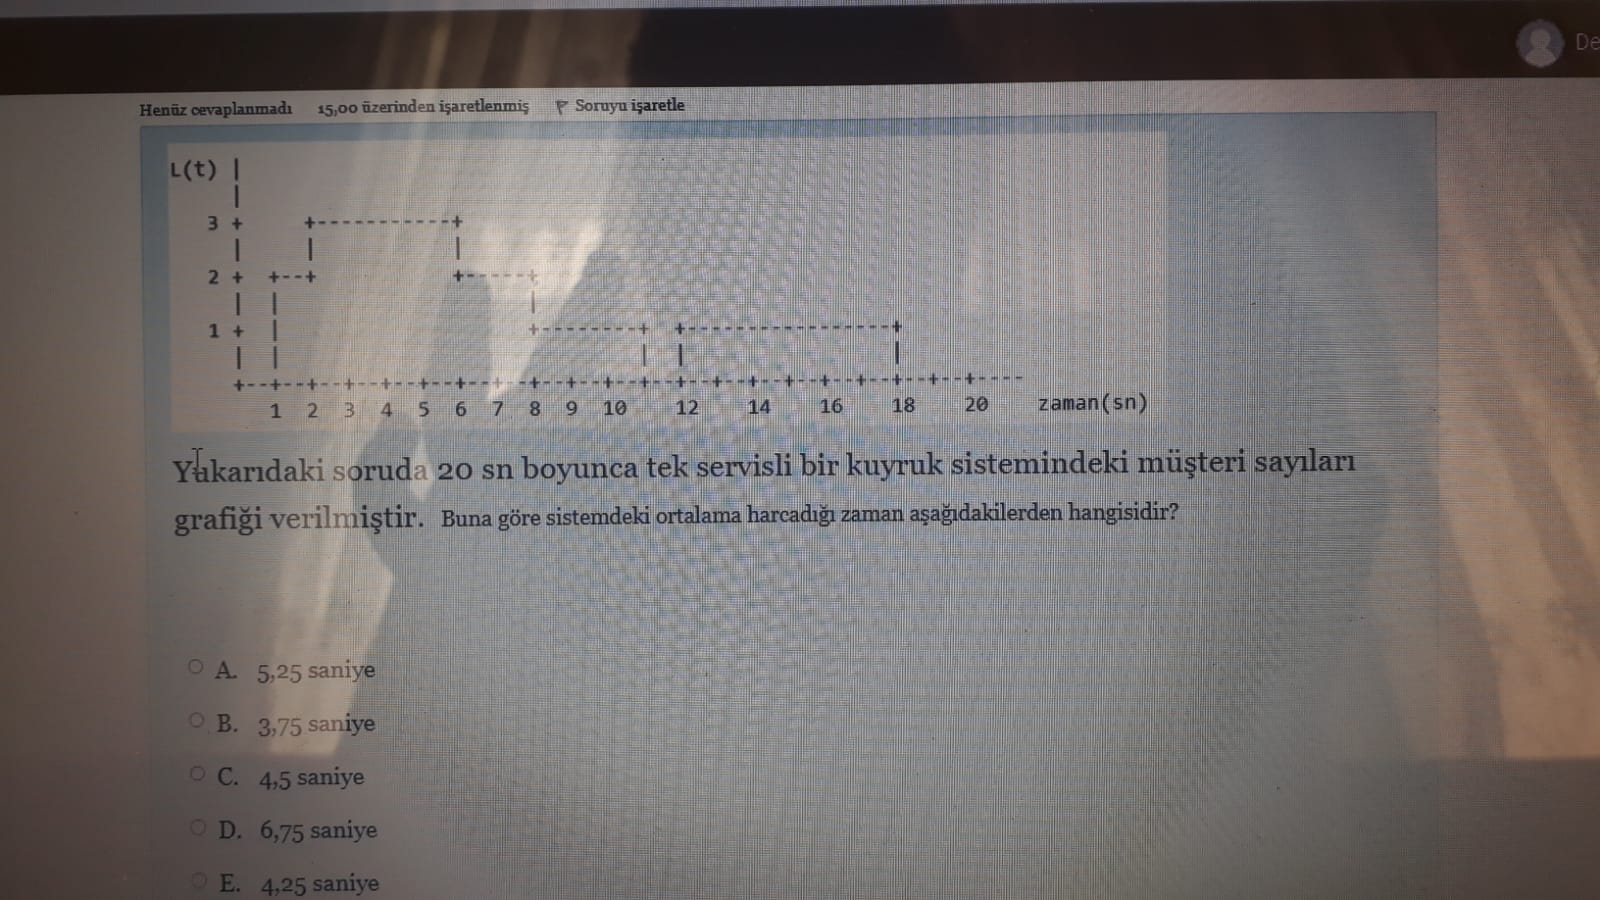 De
Henüz cevaplanmadı 15,00 üzerinden işaretlenmiş Soruyu işaretle
L(t)
3
2
1
1 2 3 4 5 6 7 8 9 10 12 14 16 18 20 zaman(sn)
Yukarıdaki soruda 20 sn boyunca tek servisli bir kuyruk sistemindeki müşteri sayıları
grafiği verilmiştir. Buna göre sistemdeki ortalama harcadığı zaman aşağıdakilerden hangisidir?
A. 5,25 saniye
B. 3,75 saniye
C. 4,5 saniye
D. 6,75 saniye
E. 4,25 saniye